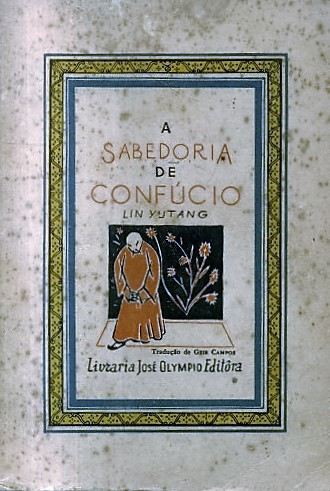 A
SABEDORIA
DE
CONFÚCIO
LIN YUTANG
Tradução de GEIR CAMPOS
Livraria JOSÉ OLYMPIO Editôra